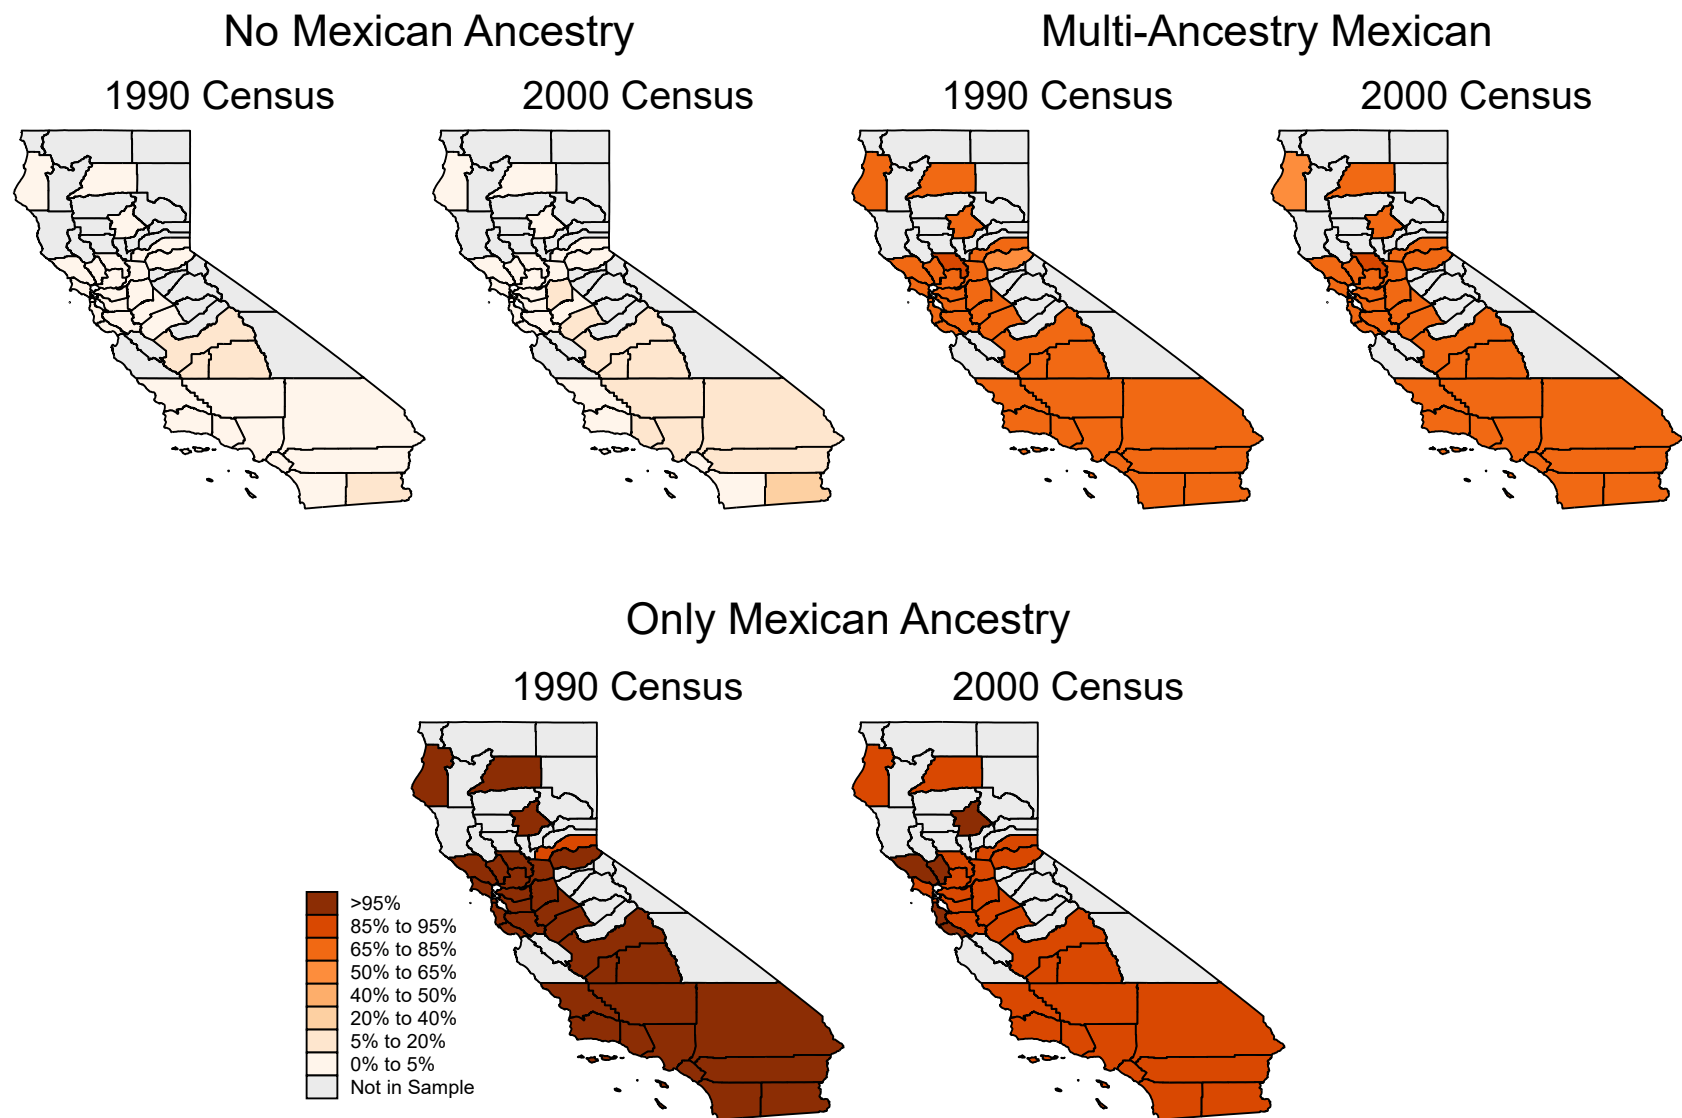 No Mexican Ancestry
Multi-Ancestry Mexican
1990 Census
2000 Census
1990 Census
2000 Census
Only Mexican Ancestry
1990 Census
2000 Census
>95%
85% to 95%
65% to 85%
50% to 65%
40% to 50%
20% to 40%
5% to 20%
0% to 5%
Not in Sample